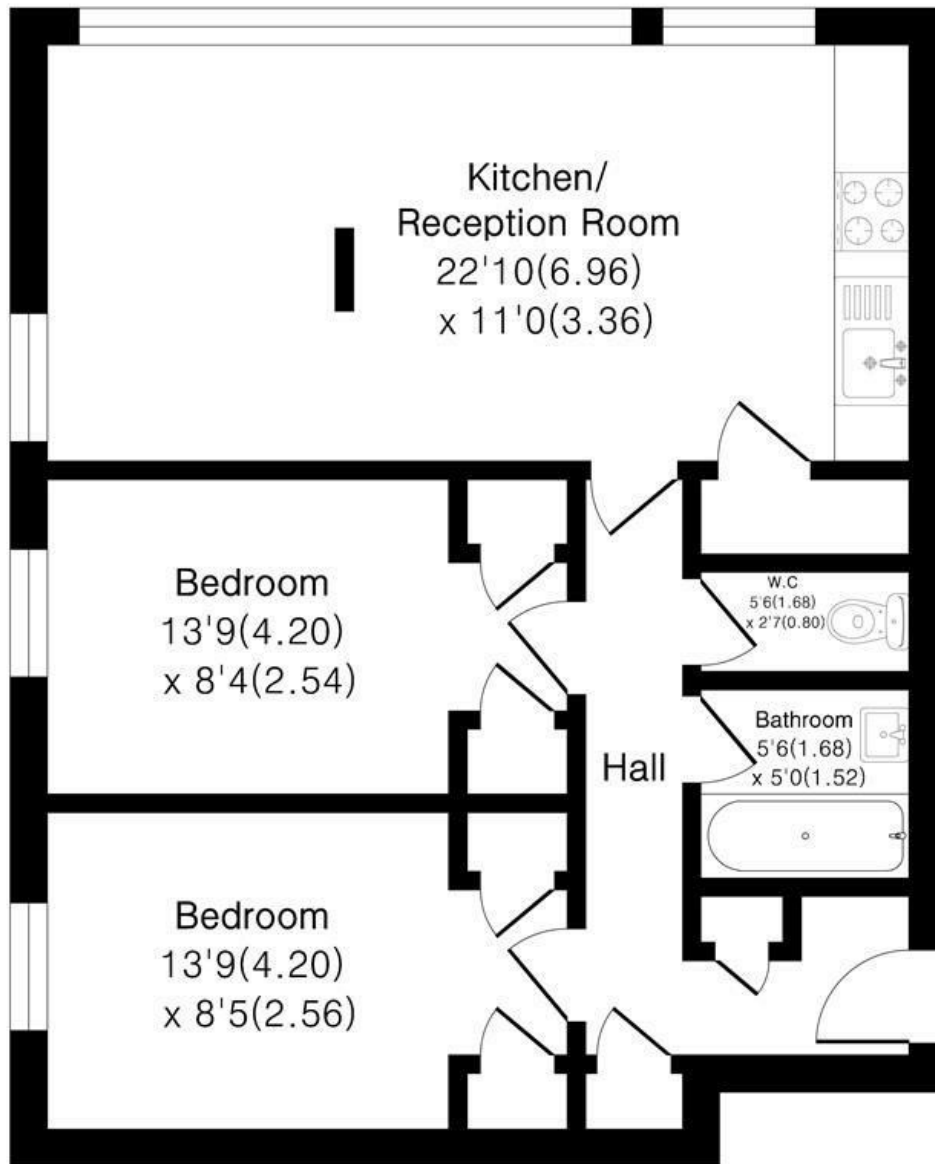 Kitchen/
Reception Room
22'10(6.96)
x 11'0(3.36)
Bedroom
13'9(4.20)
x 8'4(2.54)
W.C
5'6(1.68)
x 2'7(0.80)
Bathroom
5'6(1.68)
x 5'0(1.52)
Hall
Bedroom
13'9(4.20)
x 8'5(2.56)